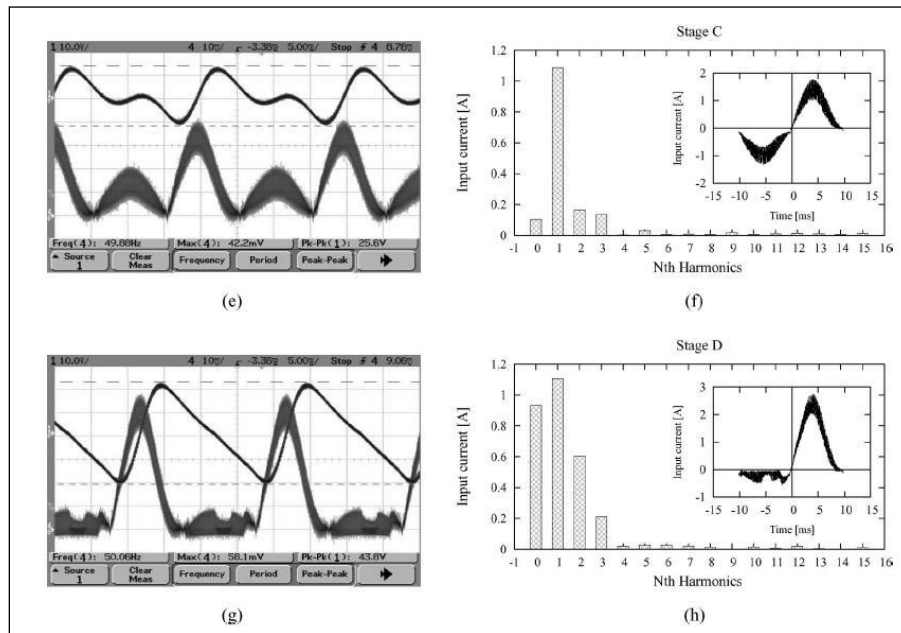 1 10.0V/ 4 10m/ -3.38m 5.00m/ Stop 4 8.78m
Freq(4): 49.88Hz Max(4): 42.2mV Pk-Pk(1): 25.6V
Source 1 Clear Meas Frequency Period Peak-Peak
(e)
Stage C
Input current [A]
1.2
1
0.8
0.6
0.4
0.2
0
-1 0 1 2 3 4 5 6 7 8 9 10 11 12 13 14 15 16
Nth Harmonics
Input current [A]
2
1
0
-1
-2
-15 -10 -5 0 5 10 15
Time [ms]
(f)
1 10.0V/ 4 10m/ -3.38m 5.00m/ Stop 4 9.06m
Freq(4): 50.06Hz Max(4): 58.1mV Pk-Pk(1): 43.8V
Source 1 Clear Meas Frequency Period Peak-Peak
(g)
Stage D
Input current [A]
1.2
1
0.8
0.6
0.4
0.2
0
-1 0 1 2 3 4 5 6 7 8 9 10 11 12 13 14 15 16
Nth Harmonics
Input current [A]
3
2
1
0
-1
-15 -10 -5 0 5 10 15
Time [ms]
(h)